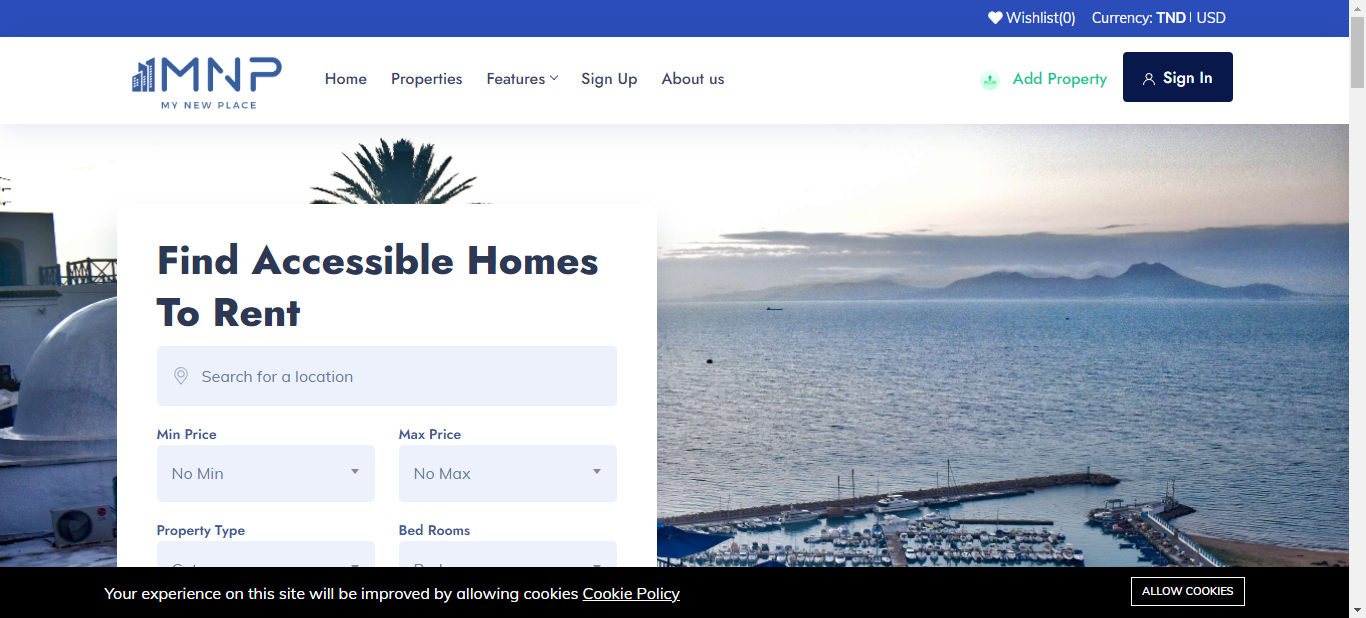 Wishlist(0) Currency: TND | USD
MNP
MY NEW PLACE
Home Properties Features Sign Up About us Add Property Sign In
Find Accessible Homes
To Rent
Search for a location
Min Price Max Price
No Min No Max
Property Type Bed Rooms
Your experience on this site will be improved by allowing cookies Cookie Policy ALLOW COOKIES